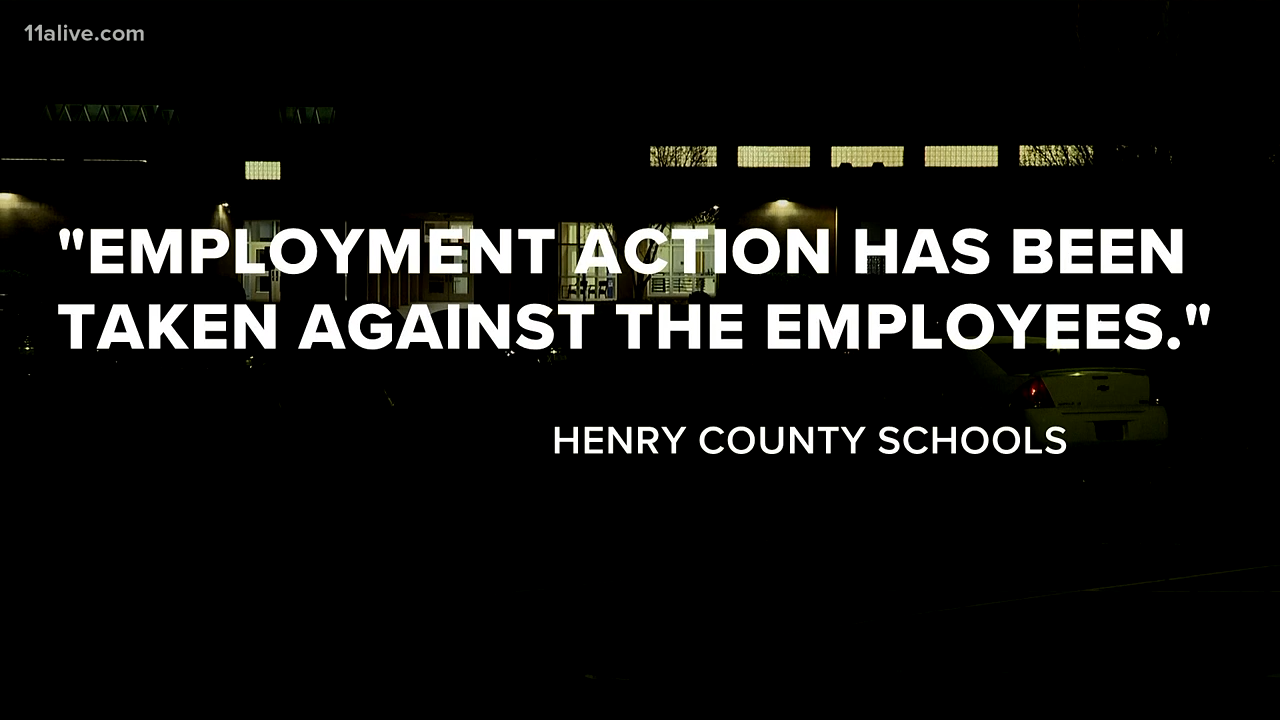 11alive.com
"EMPLOYMENT ACTION HAS BEEN
TAKEN AGAINST THE EMPLOYEES."
HENRY COUNTY SCHOOLS